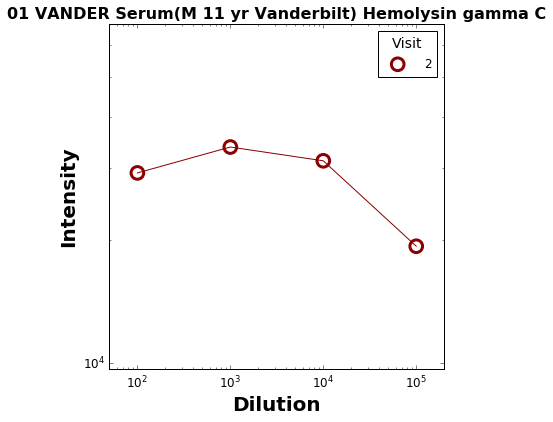 01 VANDER Serum(M 11 yr Vanderbilt) Hemolysin gamma C
Visit
2
Intensity
10^4
10^2 10^3 10^4 10^5
Dilution